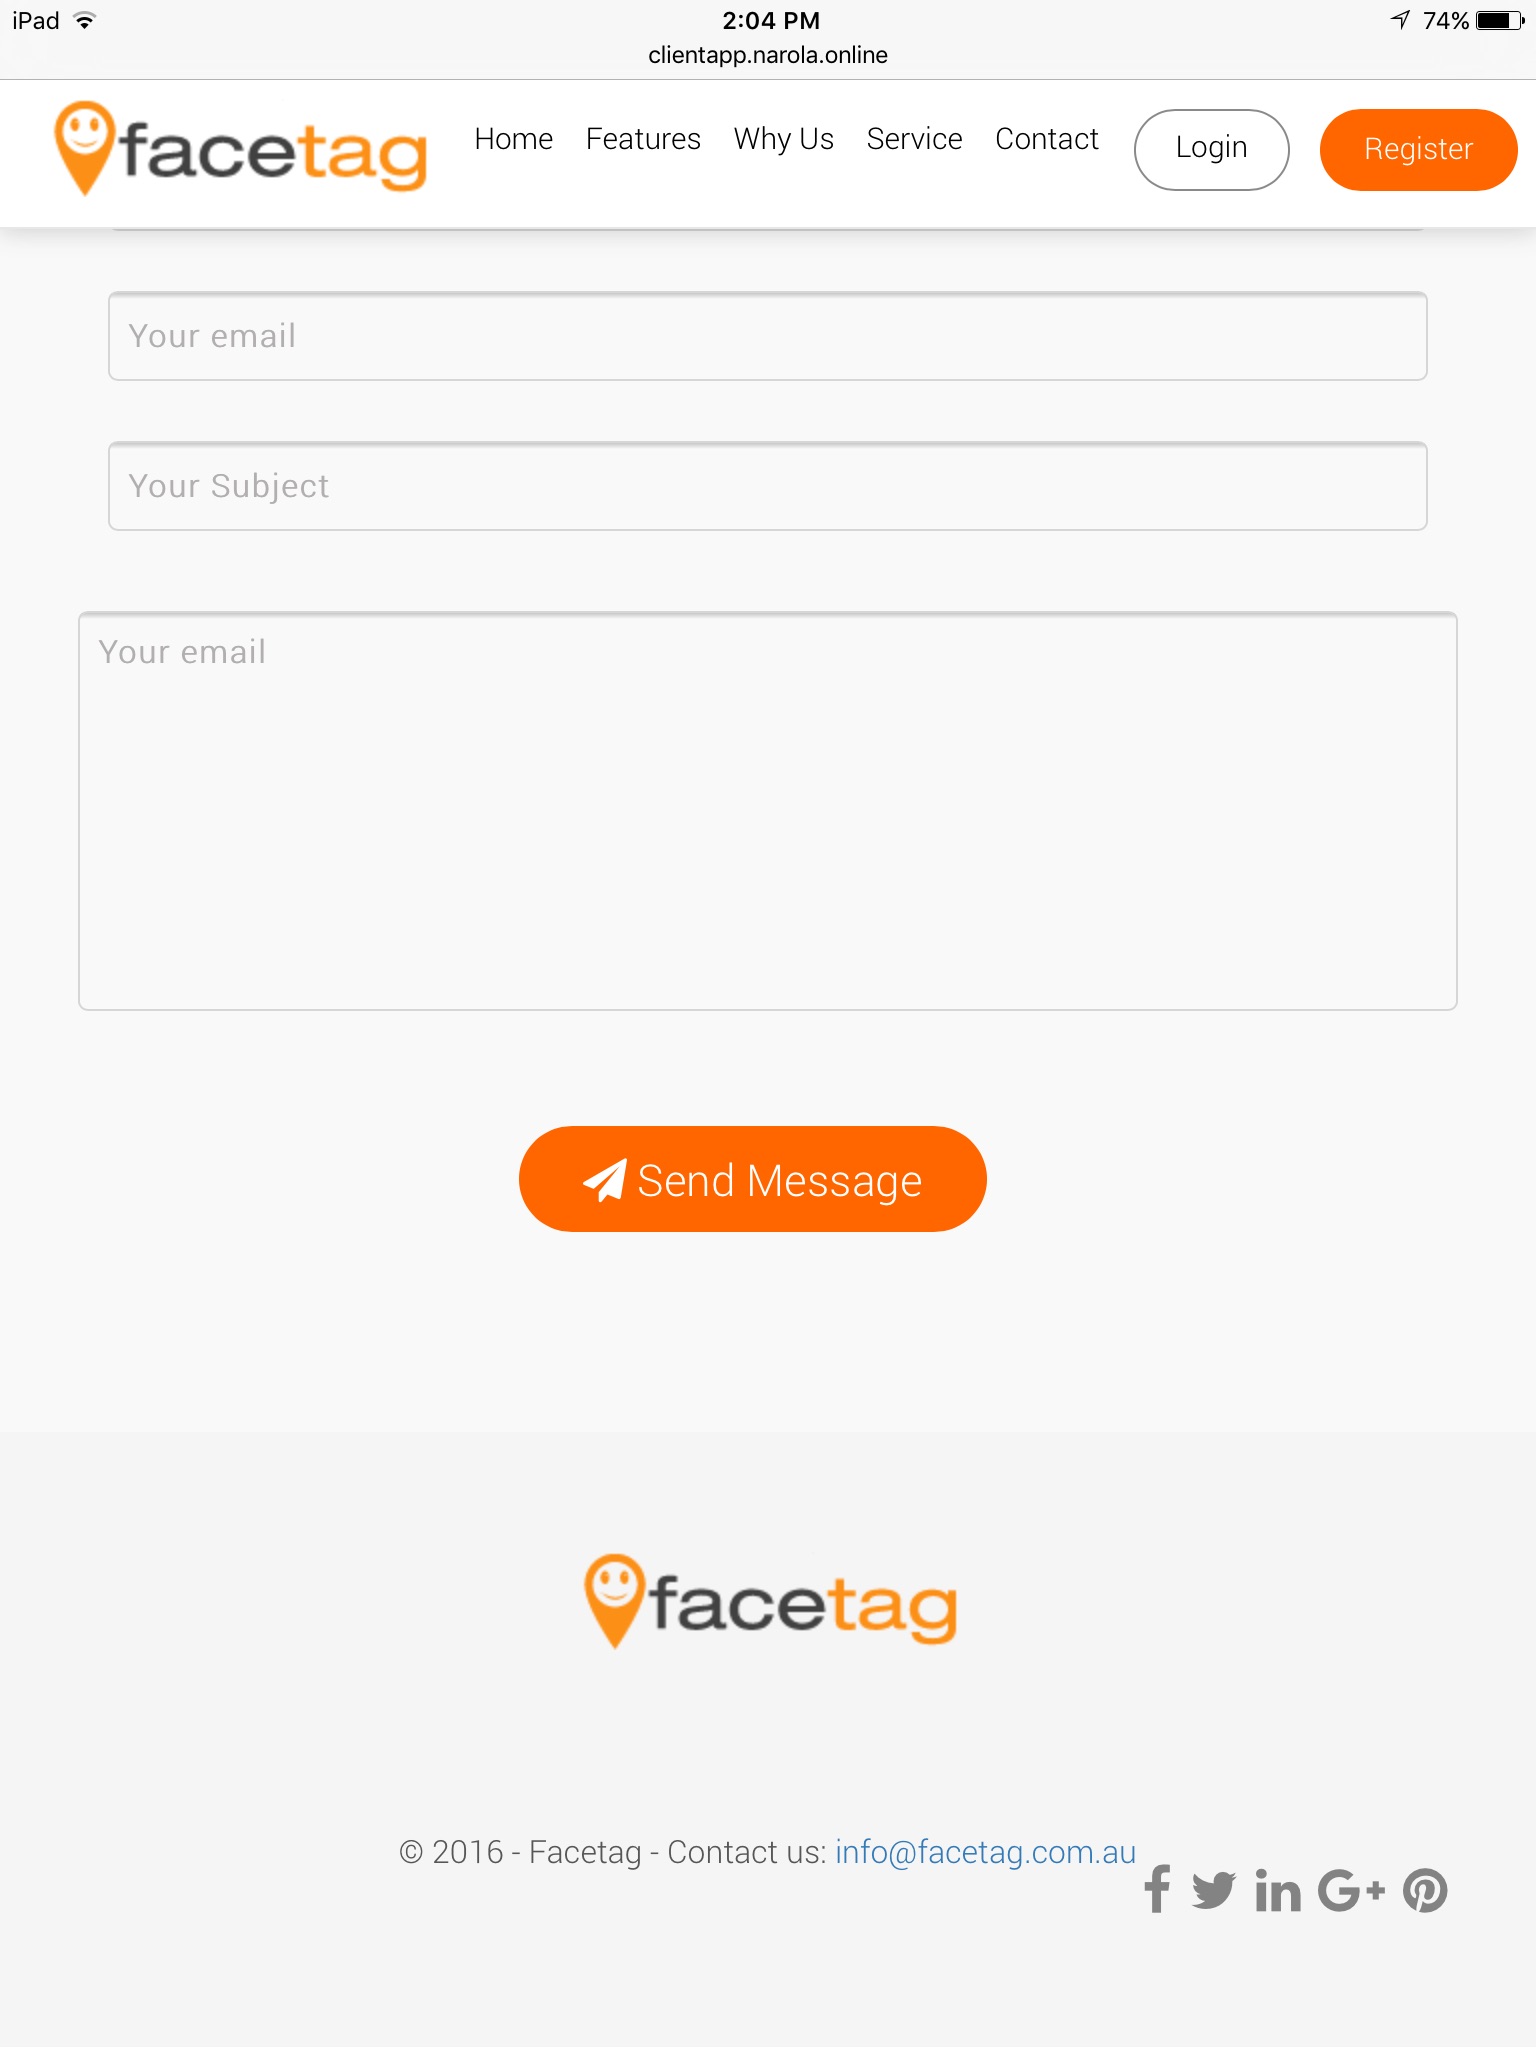 iPad 2:04 PM 74%
clientapp.narola.online
facetag Home Features Why Us Service Contact Login Register
Your email
Your Subject
Your email
Send Message
facetag
© 2016 - Facetag - Contact us: info@facetag.com.au